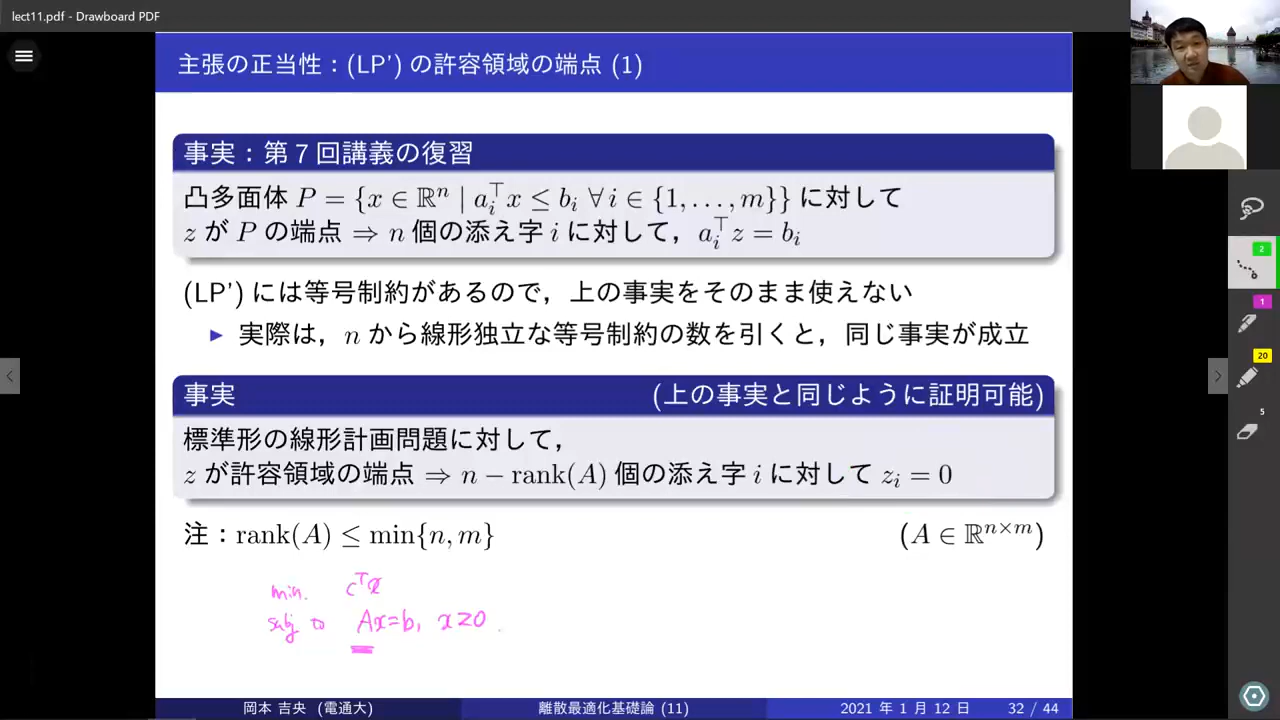 lect11.pdf - Drawboard PDF
主張の正当性：(LP') の許容領域の端点 (1)
事実：第７回講義の復習
凸多面体 P = {x ∈ ℝⁿ | aᵢ⊤x ≤ bᵢ ∀ i ∈ {1, . . . , m}} に対して
z が P の端点 ⇒ n 個の添え字 i に対して，aᵢ⊤z = bᵢ
(LP') には等号制約があるので，上の事実をそのまま使えない
▶ 実際は，n から線形独立な等号制約の数を引くと，同じ事実が成立
事実 (上の事実と同じように証明可能)
標準形の線形計画問題に対して，
z が許容領域の端点 ⇒ n − rank(A) 個の添え字 i に対して zᵢ = 0
注：rank(A) ≤ min{n, m} (A ∈ ℝⁿˣᵐ)
min. cᵀx
subj to Ax=b, x≥0
岡本 吉央 (電通大) 離散最適化基礎論 (11) 2021 年 1 月 12 日 32 / 44
2
1
20
5